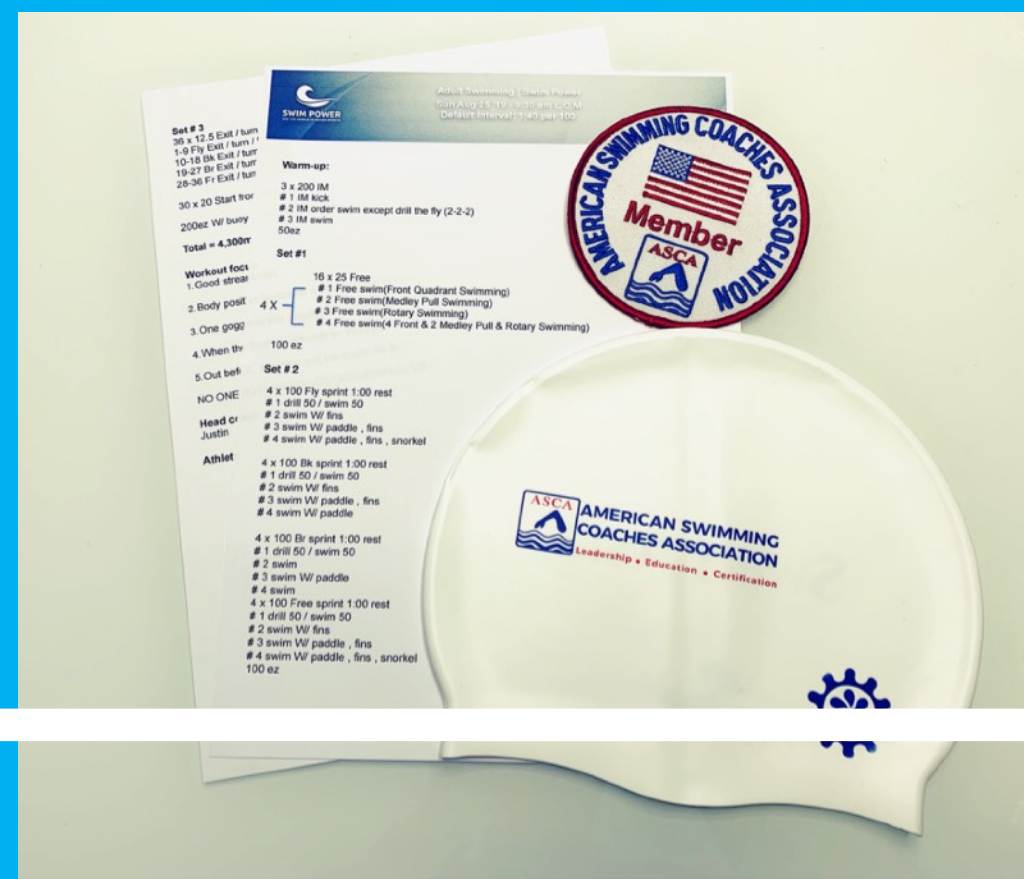 Set # 3
36 x 12.5 Exit / turn
1-9 Fly Exit / turn /
10-18 Bk Exit / turn
19-27 Br Exit / turn
28-36 Fr Exit / turn
30 x 20 Start from
200ez W/ buoy
Total = 4,300m
Workout
1.Good
2.Body
3.One
4.When
5.Out
NO ONE
Head
Justin
SWIM POWER
Adult Swimming / Swim Power
Sun Aug 25 '19 - 9:30 am L.C.M
Default Interval: 1:45 per 100
Warm-up:
3 x 200 IM
# 1 IM kick
# 2 IM order swim except drill the fly (2-2-2)
# 3 IM swim
50ez
Set #1
16 x 25 Free
4 X
# 1 Free swim(Front Quadrant Swimming)
# 2 Free swim(Medley Pull Swimming)
# 3 Free swim(Rotary Swimming)
# 4 Free swim(4 Front & 2 Medley Pull & Rotary Swimming)
100 ez
Set # 2
4 x 100 Fly sprint 1:00 rest
# 1 drill 50 / swim 50
# 2 swim W/ fins
# 3 swim W/ paddle , fins
# 4 swim W/ paddle , fins , snorkel
4 x 100 Bk sprint 1:00 rest
# 1 drill 50 / swim 50
# 2 swim W/ fins
# 3 swim W/ paddle , fins
# 4 swim W/ paddle
4 x 100 Br sprint 1:00 rest
# 1 drill 50 / swim 50
# 2 swim
# 3 swim W/ paddle
# 4 swim
4 x 100 Free sprint 1:00 rest
# 1 drill 50 / swim 50
# 2 swim W/ fins
# 3 swim W/ paddle , fins
# 4 swim W/ paddle , fins , snorkel
100 ez
AMERICAN SWIMMING COACHES ASSOCIATION
Member
ASCA
ASCA
AMERICAN SWIMMING
COACHES ASSOCIATION
Leadership • Education • Certification